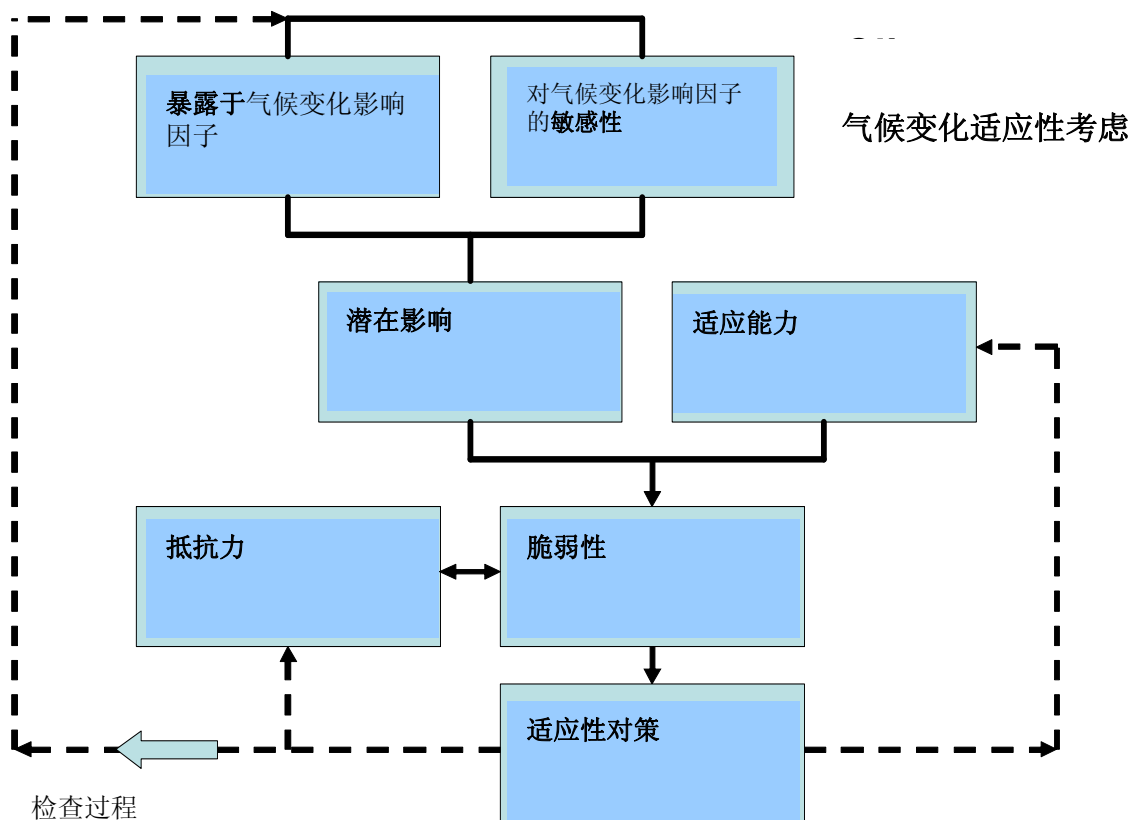 暴露于气候变化影响
因子
对气候变化影响因子
的敏感性
气候变化适应性考虑
潜在影响
适应能力
抵抗力
脆弱性
适应性对策
检查过程